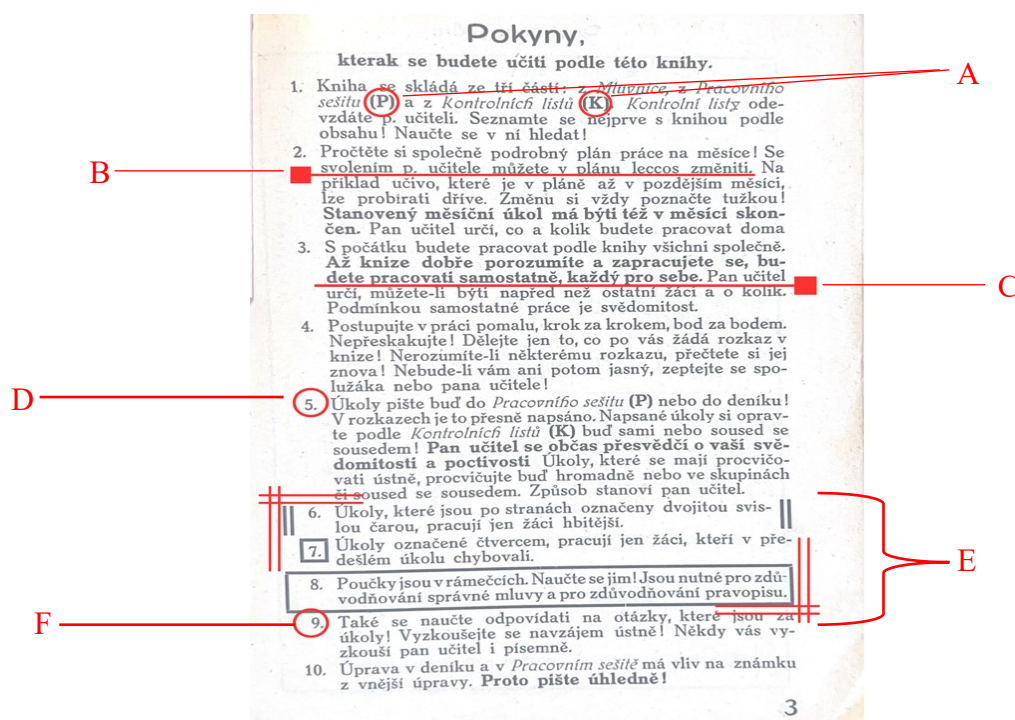 Pokyny,
kterak se budete učiti podle této knihy.
A
1. Kniha se skládá ze tří částí: z Mluvnice, z Pracovního
sešitu (P) a z Kontrolních listů (K). Kontrolní listy ode-
vzdáte p. učiteli. Seznamte se nejprve s knihou podle
obsahu! Naučte se v ní hledat!
2. Pročtěte si společně podrobný plán práce na měsíce! Se
B
svolením p. učitele můžete v plánu leccos změniti. Na
příklad učivo, které je v pláně až v pozdějším měsíci,
lze probírati dříve. Změnu si vždy poznačte tužkou!
Stanovený měsíční úkol má býti též v měsíci skon-
čen. Pan učitel určí, co a kolik budete pracovat doma
3. S počátku budete pracovat podle knihy všichni společně.
Až knize dobře porozumíte a zapracujete se, bu-
dete pracovati samostatně, každý pro sebe. Pan učitel
C
určí, můžete-li býti napřed než ostatní žáci a o kolik.
Podmínkou samostatné práce je svědomitost.
4. Postupujte v práci pomalu, krok za krokem, bod za bodem.
Nepřeskakujte! Dělejte jen to, co po vás žádá rozkaz v
knize! Nerozumíte-li některému rozkazu, přečtete si jej
znova! Nebude-li vám ani potom jasný, zeptejte se spo-
lužáka nebo pana učitele!
D
5. Úkoly pište buď do Pracovního sešitu (P) nebo do deníku!
V rozkazech je to přesně napsáno. Napsané úkoly si oprav-
te podle Kontrolních listů (K) buď sami nebo soused se
sousedem! Pan učitel se občas přesvědčí o vaší svě-
domitosti a poctivosti Úkoly, které se mají procvičo-
vati ústně, procvičujte buď hromadně nebo ve skupinách
či soused se sousedem. Způsob stanoví pan učitel.
6. Úkoly, které jsou po stranách označeny dvojitou svis-
lou čarou, pracují jen žáci hbitější.
7. Úkoly označené čtvercem, pracují jen žáci, kteří v pře-
dešlém úkolu chybovali.
E
8. Poučky jsou v rámečcích. Naučte se jim! Jsou nutné pro zdů-
vodňování správné mluvy a pro zdůvodňování pravopisu.
F
9. Také se naučte odpovídati na otázky, které jsou za
úkoly! Vyzkoušejte se navzájem ústně! Někdy vás vy-
zkouší pan učitel i písemně.
10. Úprava v deníku a v Pracovním sešitě má vliv na známku
z vnější úpravy. Proto pište úhledně!
3